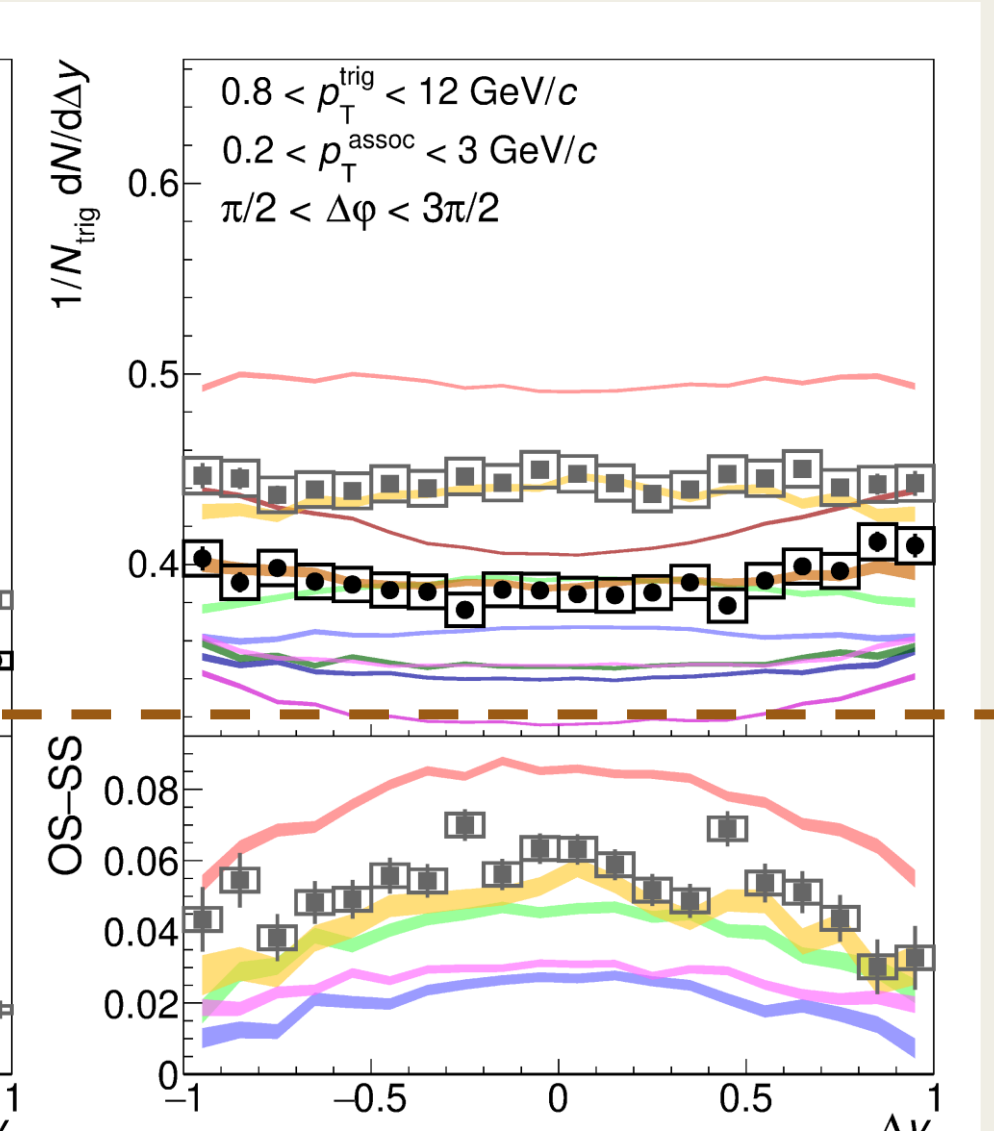 1/N_trig dN/dΔy
0.8 < p_T^trig < 12 GeV/c
0.2 < p_T^assoc < 3 GeV/c
π/2 < Δφ < 3π/2
0.6
0.5
0.4
OS−SS
0.08
0.06
0.04
0.02
0
1
−1
−0.5
0
0.5
1